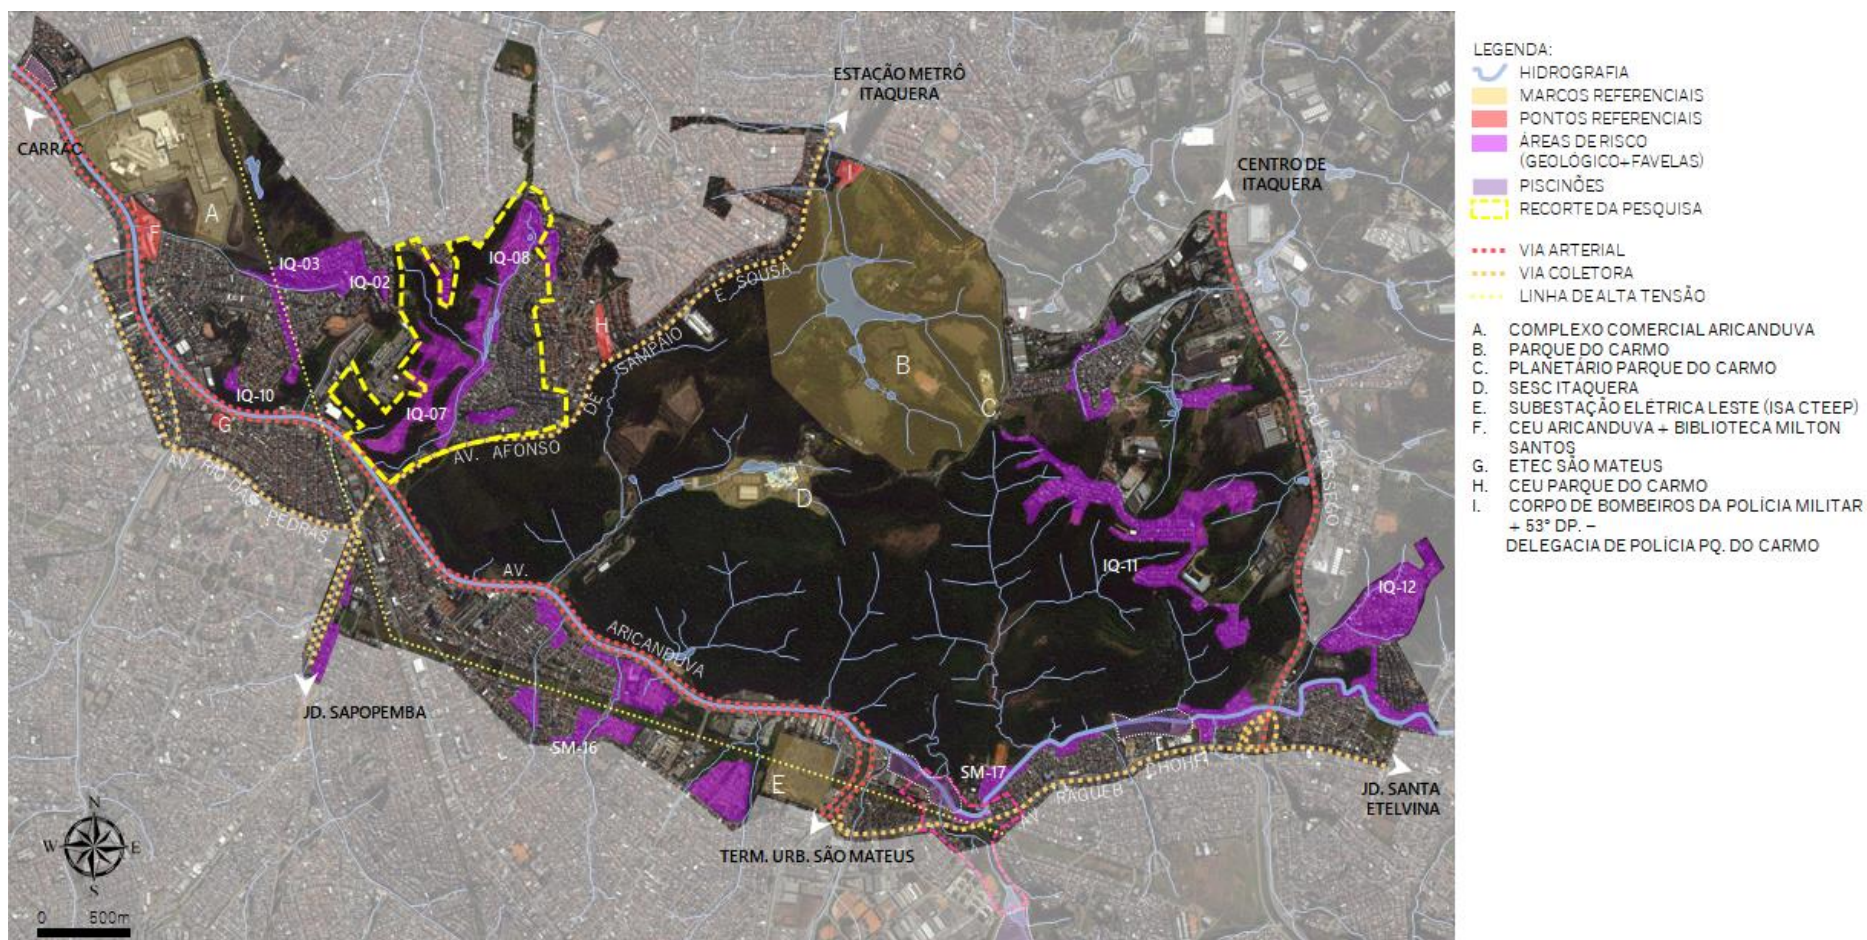 ESTAÇÃO METRÔ
ITAQUERA
CARRÃO
CENTRO DE
ITAQUERA
A
I
F
IQ-03
IQ-02
IQ-08
H
E. SOUSA
SAMPAIO
DE
AV. AFONSO
B
C
IQ-10
G
IQ-07
AV. JACU PÊSSEGO
AV. RIO DAS PEDRAS
D
AV.
ARICANDUVA
IQ-11
IQ-12
JD. SAPOPEMBA
SM-16
E
SM-17
AV. RAGUEB CHOHFI
JD. SANTA
ETELVINA
TERM. URB. SÃO MATEUS
N
W
E
S
0 500m
LEGENDA:
HIDROGRAFIA
MARCOS REFERENCIAIS
PONTOS REFERENCIAIS
ÁREAS DE RISCO
(GEOLÓGICO+FAVELAS)
PISCINÕES
RECORTE DA PESQUISA
VIA ARTERIAL
VIA COLETORA
LINHA DE ALTA TENSÃO
A. COMPLEXO COMERCIAL ARICANDUVA
B. PARQUE DO CARMO
C. PLANETÁRIO PARQUE DO CARMO
D. SESC ITAQUERA
E. SUBESTAÇÃO ELÉTRICA LESTE (ISA CTEEP)
F. CEU ARICANDUVA + BIBLIOTECA MILTON
SANTOS
G. ETEC SÃO MATEUS
H. CEU PARQUE DO CARMO
I. CORPO DE BOMBEIROS DA POLÍCIA MILITAR
+ 53° DP. –
DELEGACIA DE POLÍCIA PQ. DO CARMO